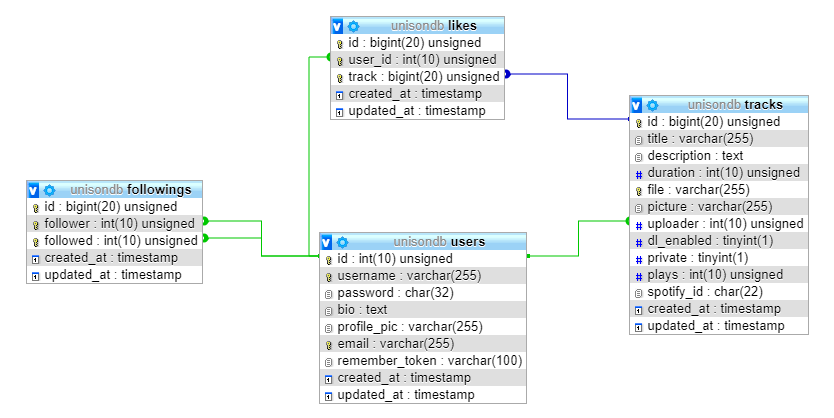 unisondb likes
id : bigint(20) unsigned
user_id : int(10) unsigned
track : bigint(20) unsigned
created_at : timestamp
updated_at : timestamp
unisondb tracks
id : bigint(20) unsigned
title : varchar(255)
description : text
duration : int(10) unsigned
file : varchar(255)
picture : varchar(255)
uploader : int(10) unsigned
dl_enabled : tinyint(1)
private : tinyint(1)
plays : int(10) unsigned
spotify_id : char(22)
created_at : timestamp
updated_at : timestamp
unisondb followings
id : bigint(20) unsigned
follower : int(10) unsigned
followed : int(10) unsigned
created_at : timestamp
updated_at : timestamp
unisondb users
id : int(10) unsigned
username : varchar(255)
password : char(32)
bio : text
profile_pic : varchar(255)
email : varchar(255)
remember_token : varchar(100)
created_at : timestamp
updated_at : timestamp